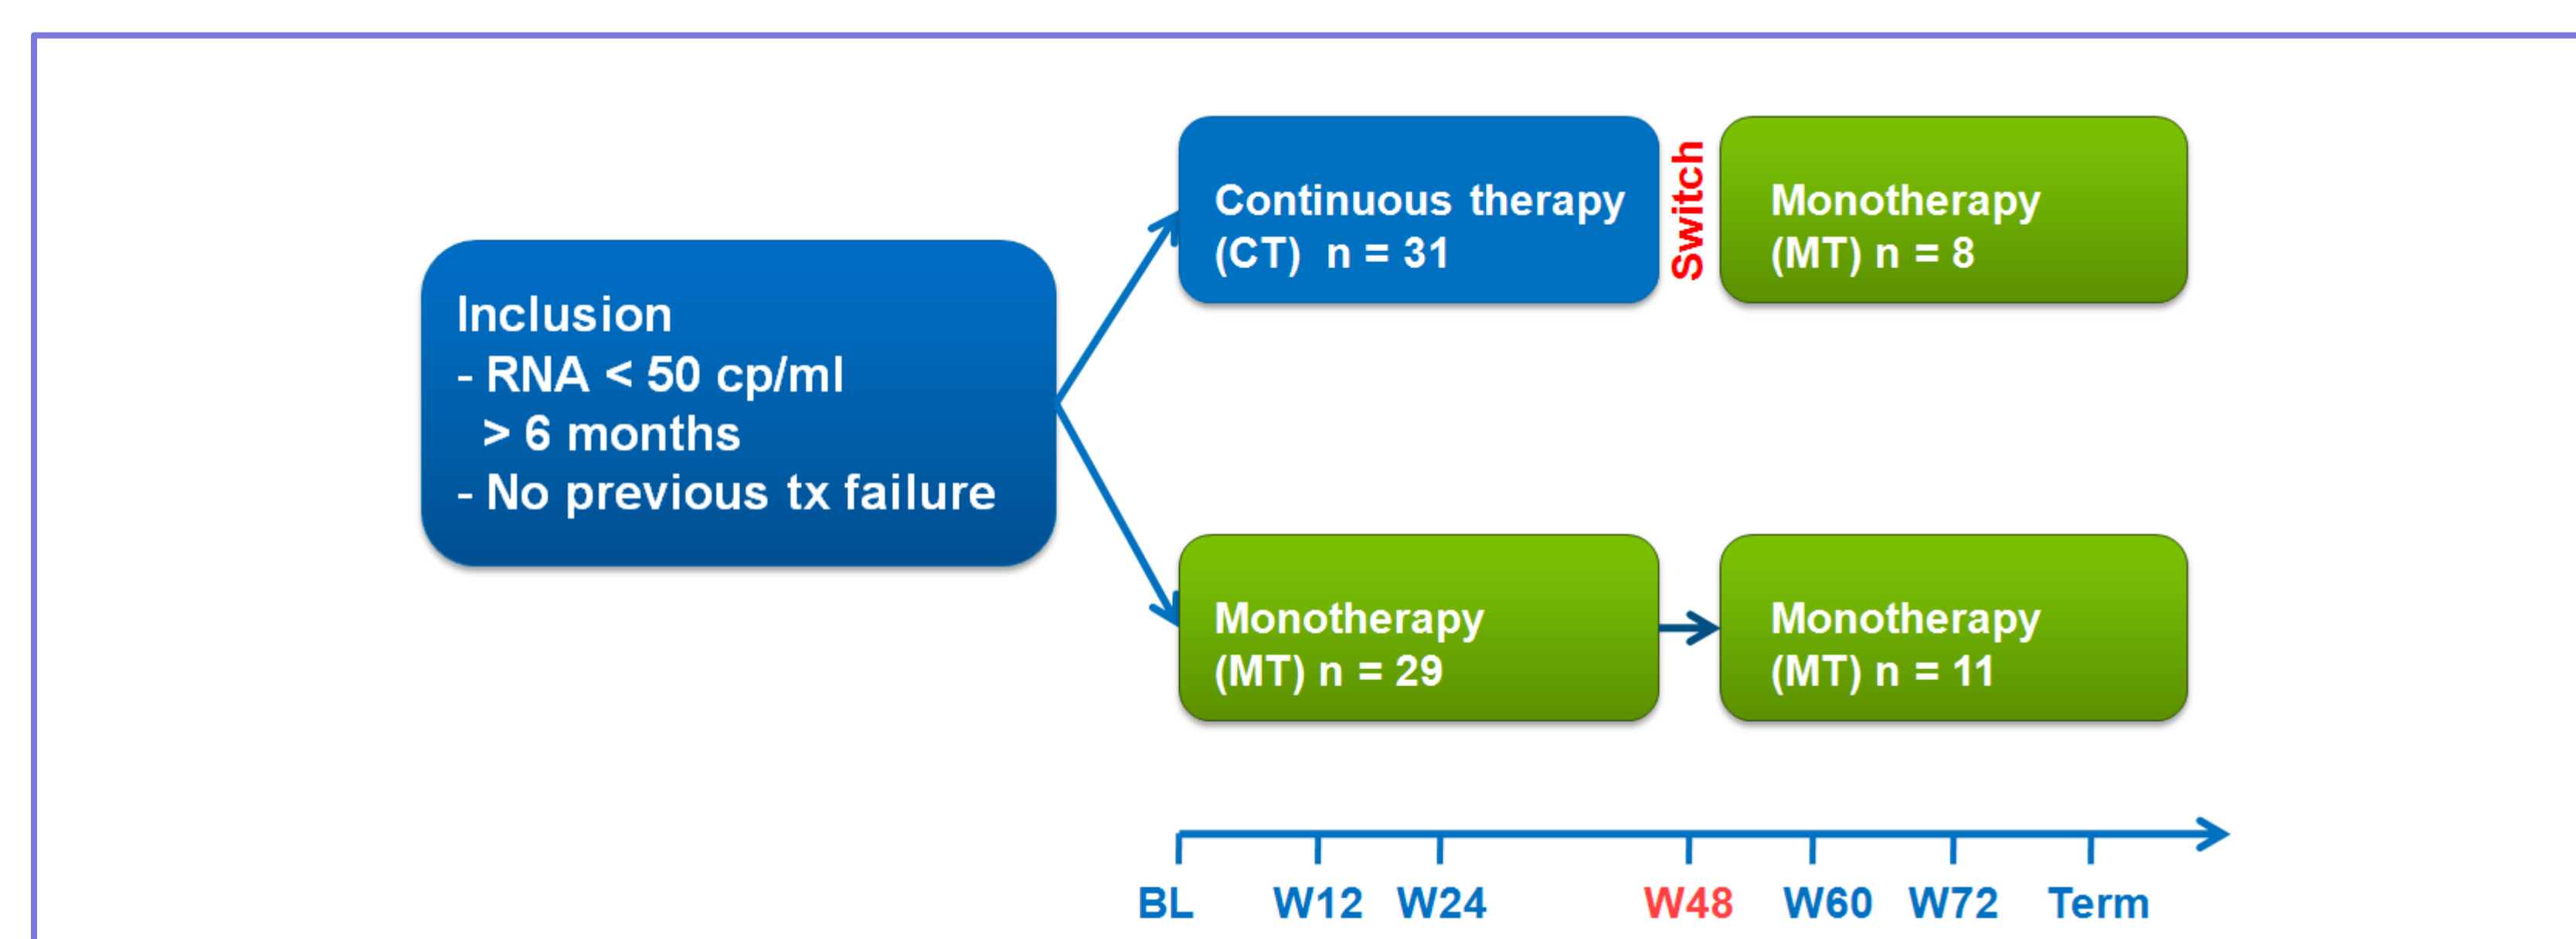 Inclusion
- RNA < 50 cp/ml
> 6 months
- No previous tx failure
Continuous therapy
(CT) n = 31
Switch
Monotherapy
(MT) n = 8
Monotherapy
(MT) n = 29
Monotherapy
(MT) n = 11
BL W12 W24 W48 W60 W72 Term